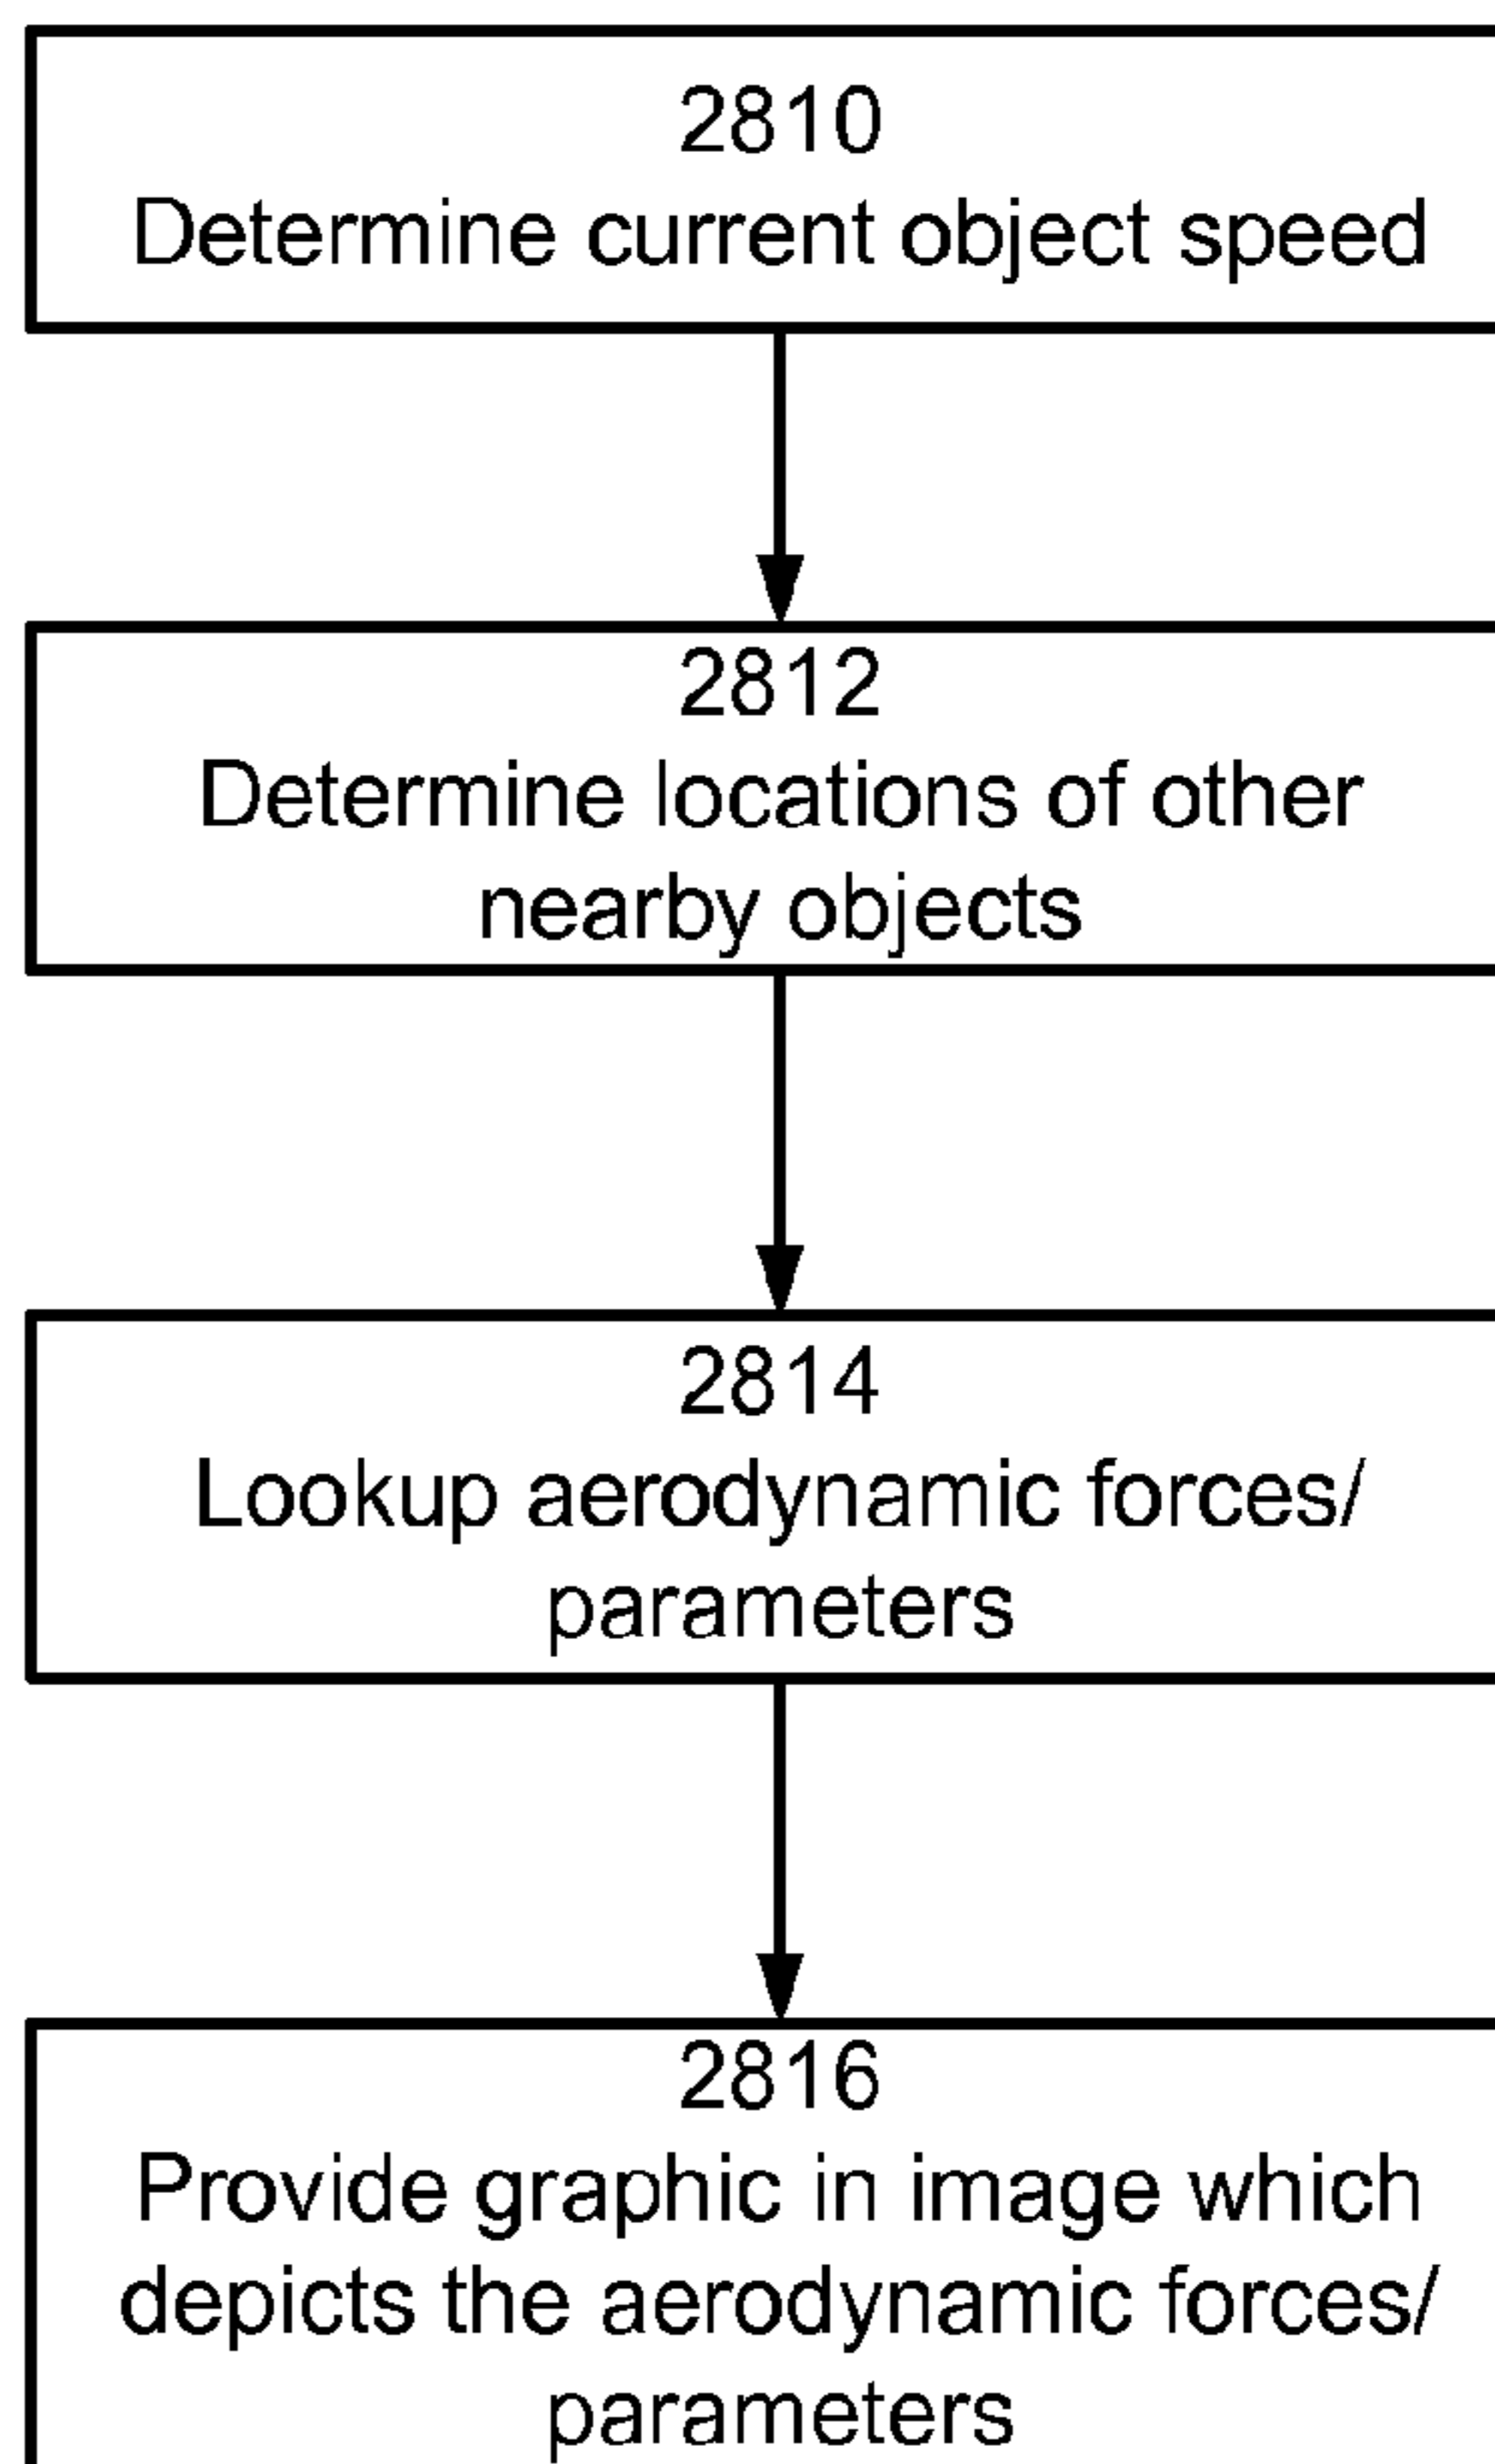 2810
Determine current object speed
2812
Determine locations of other
nearby objects
2814
Lookup aerodynamic forces/
parameters
2816
Provide graphic in image which
depicts the aerodynamic forces/
parameters